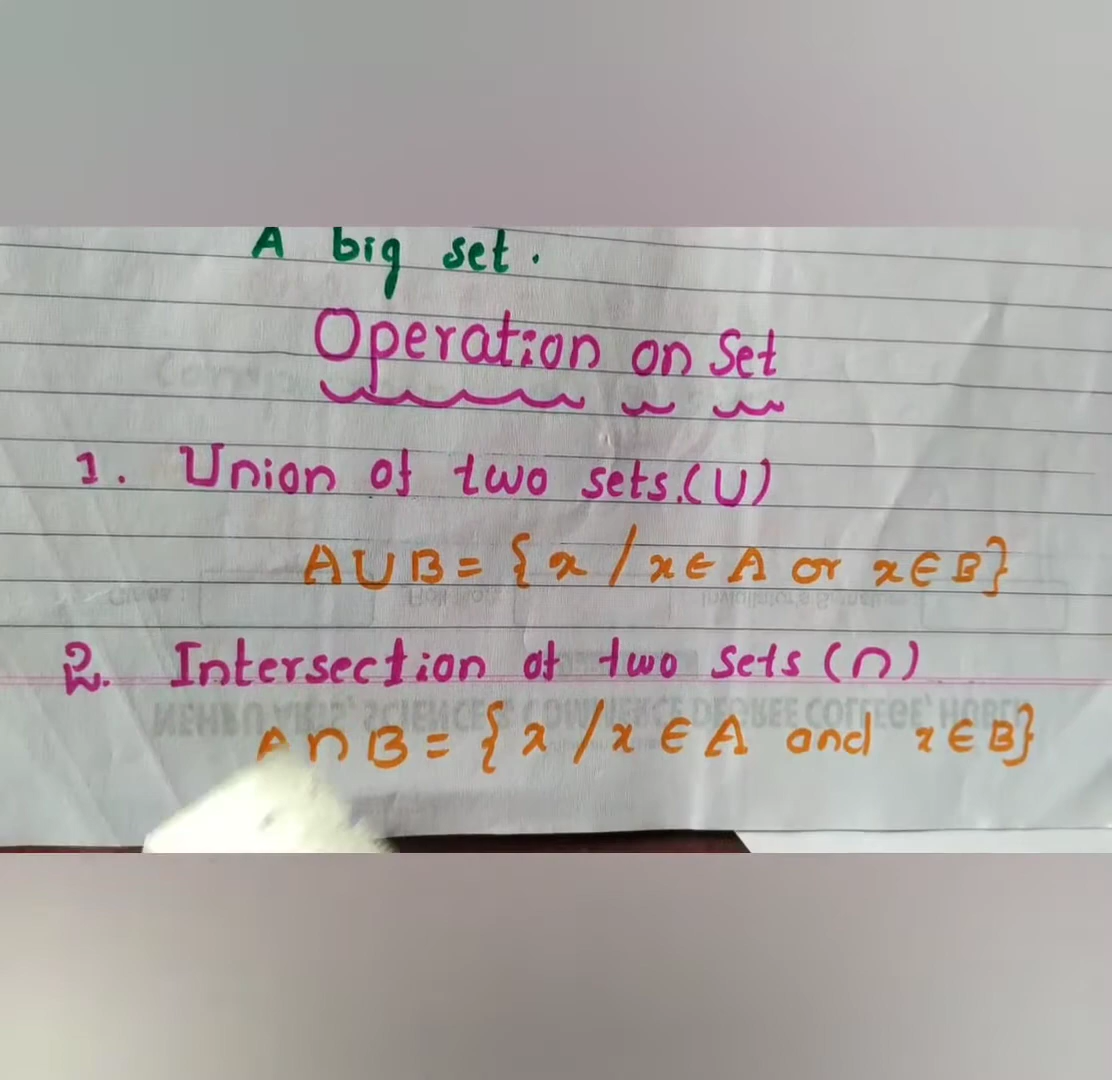 A big set.
Operation on Set
1. Union of two sets.(U)
A∪B = {x / x∈ A or x∈ B}
2. Intersection of two sets (∩)
A∩B = {x / x ∈ A and x∈ B}